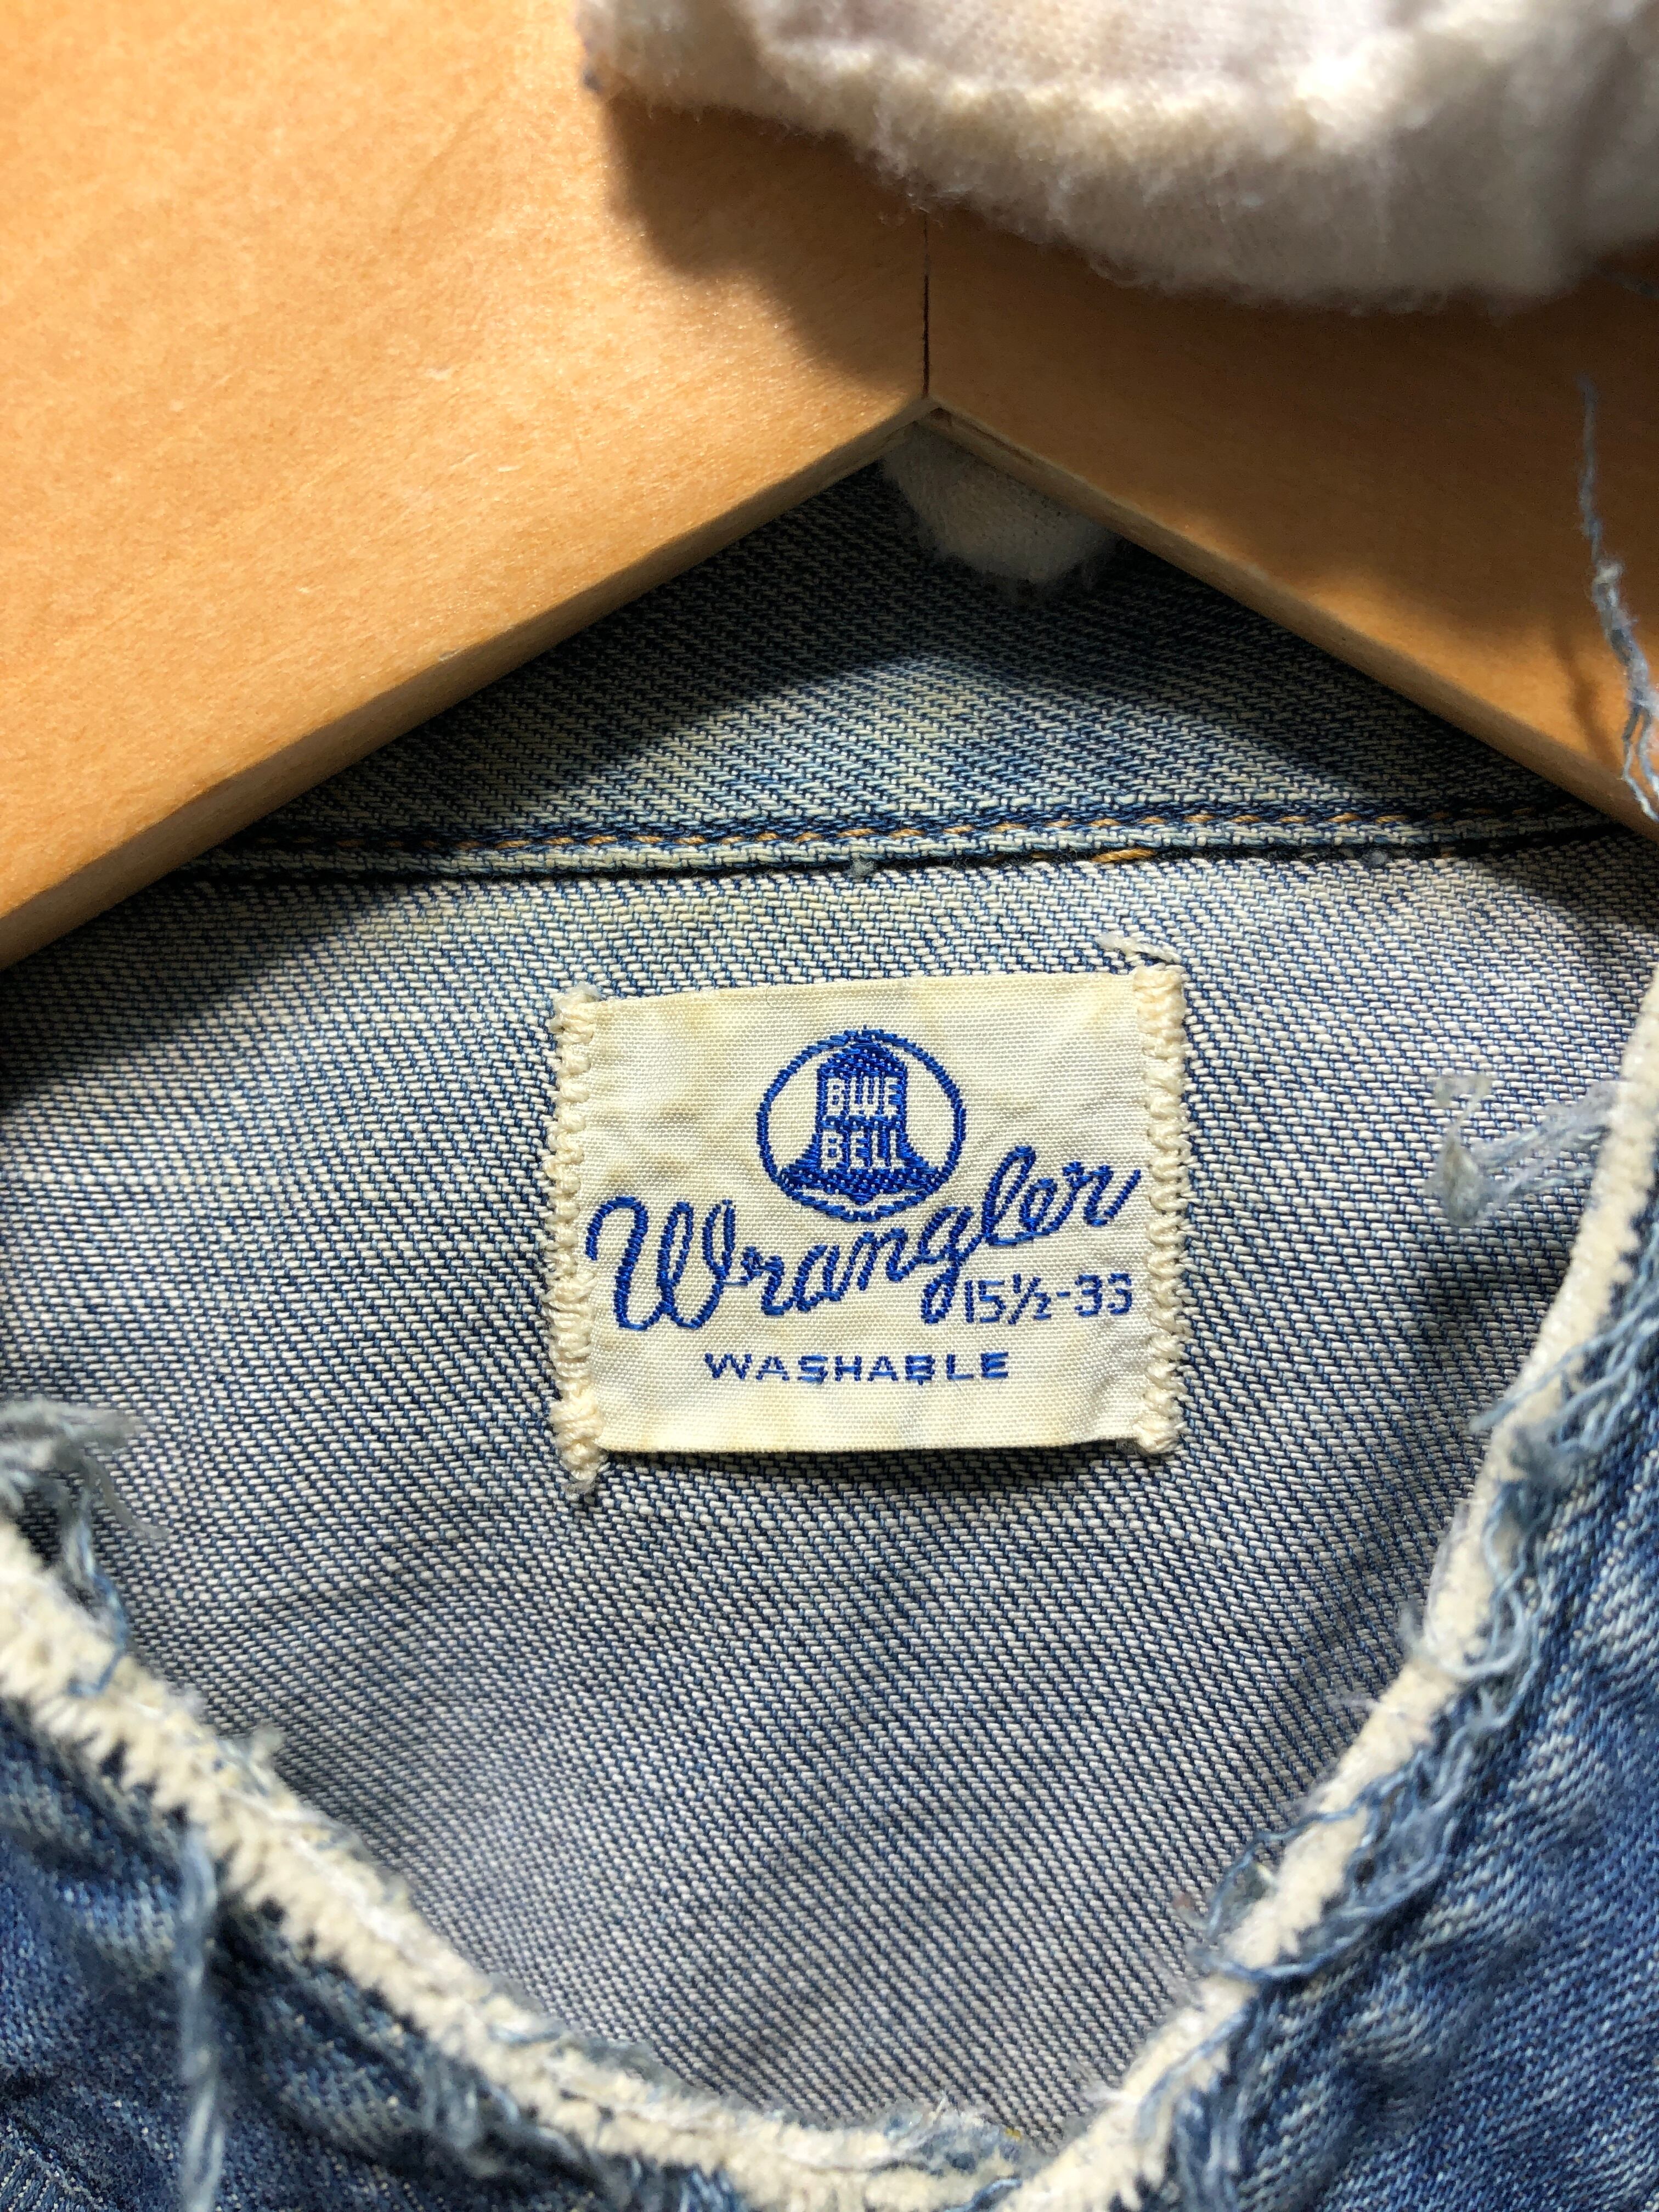 BLUE
BELL
Wrangler
15½-33
WASHABLE